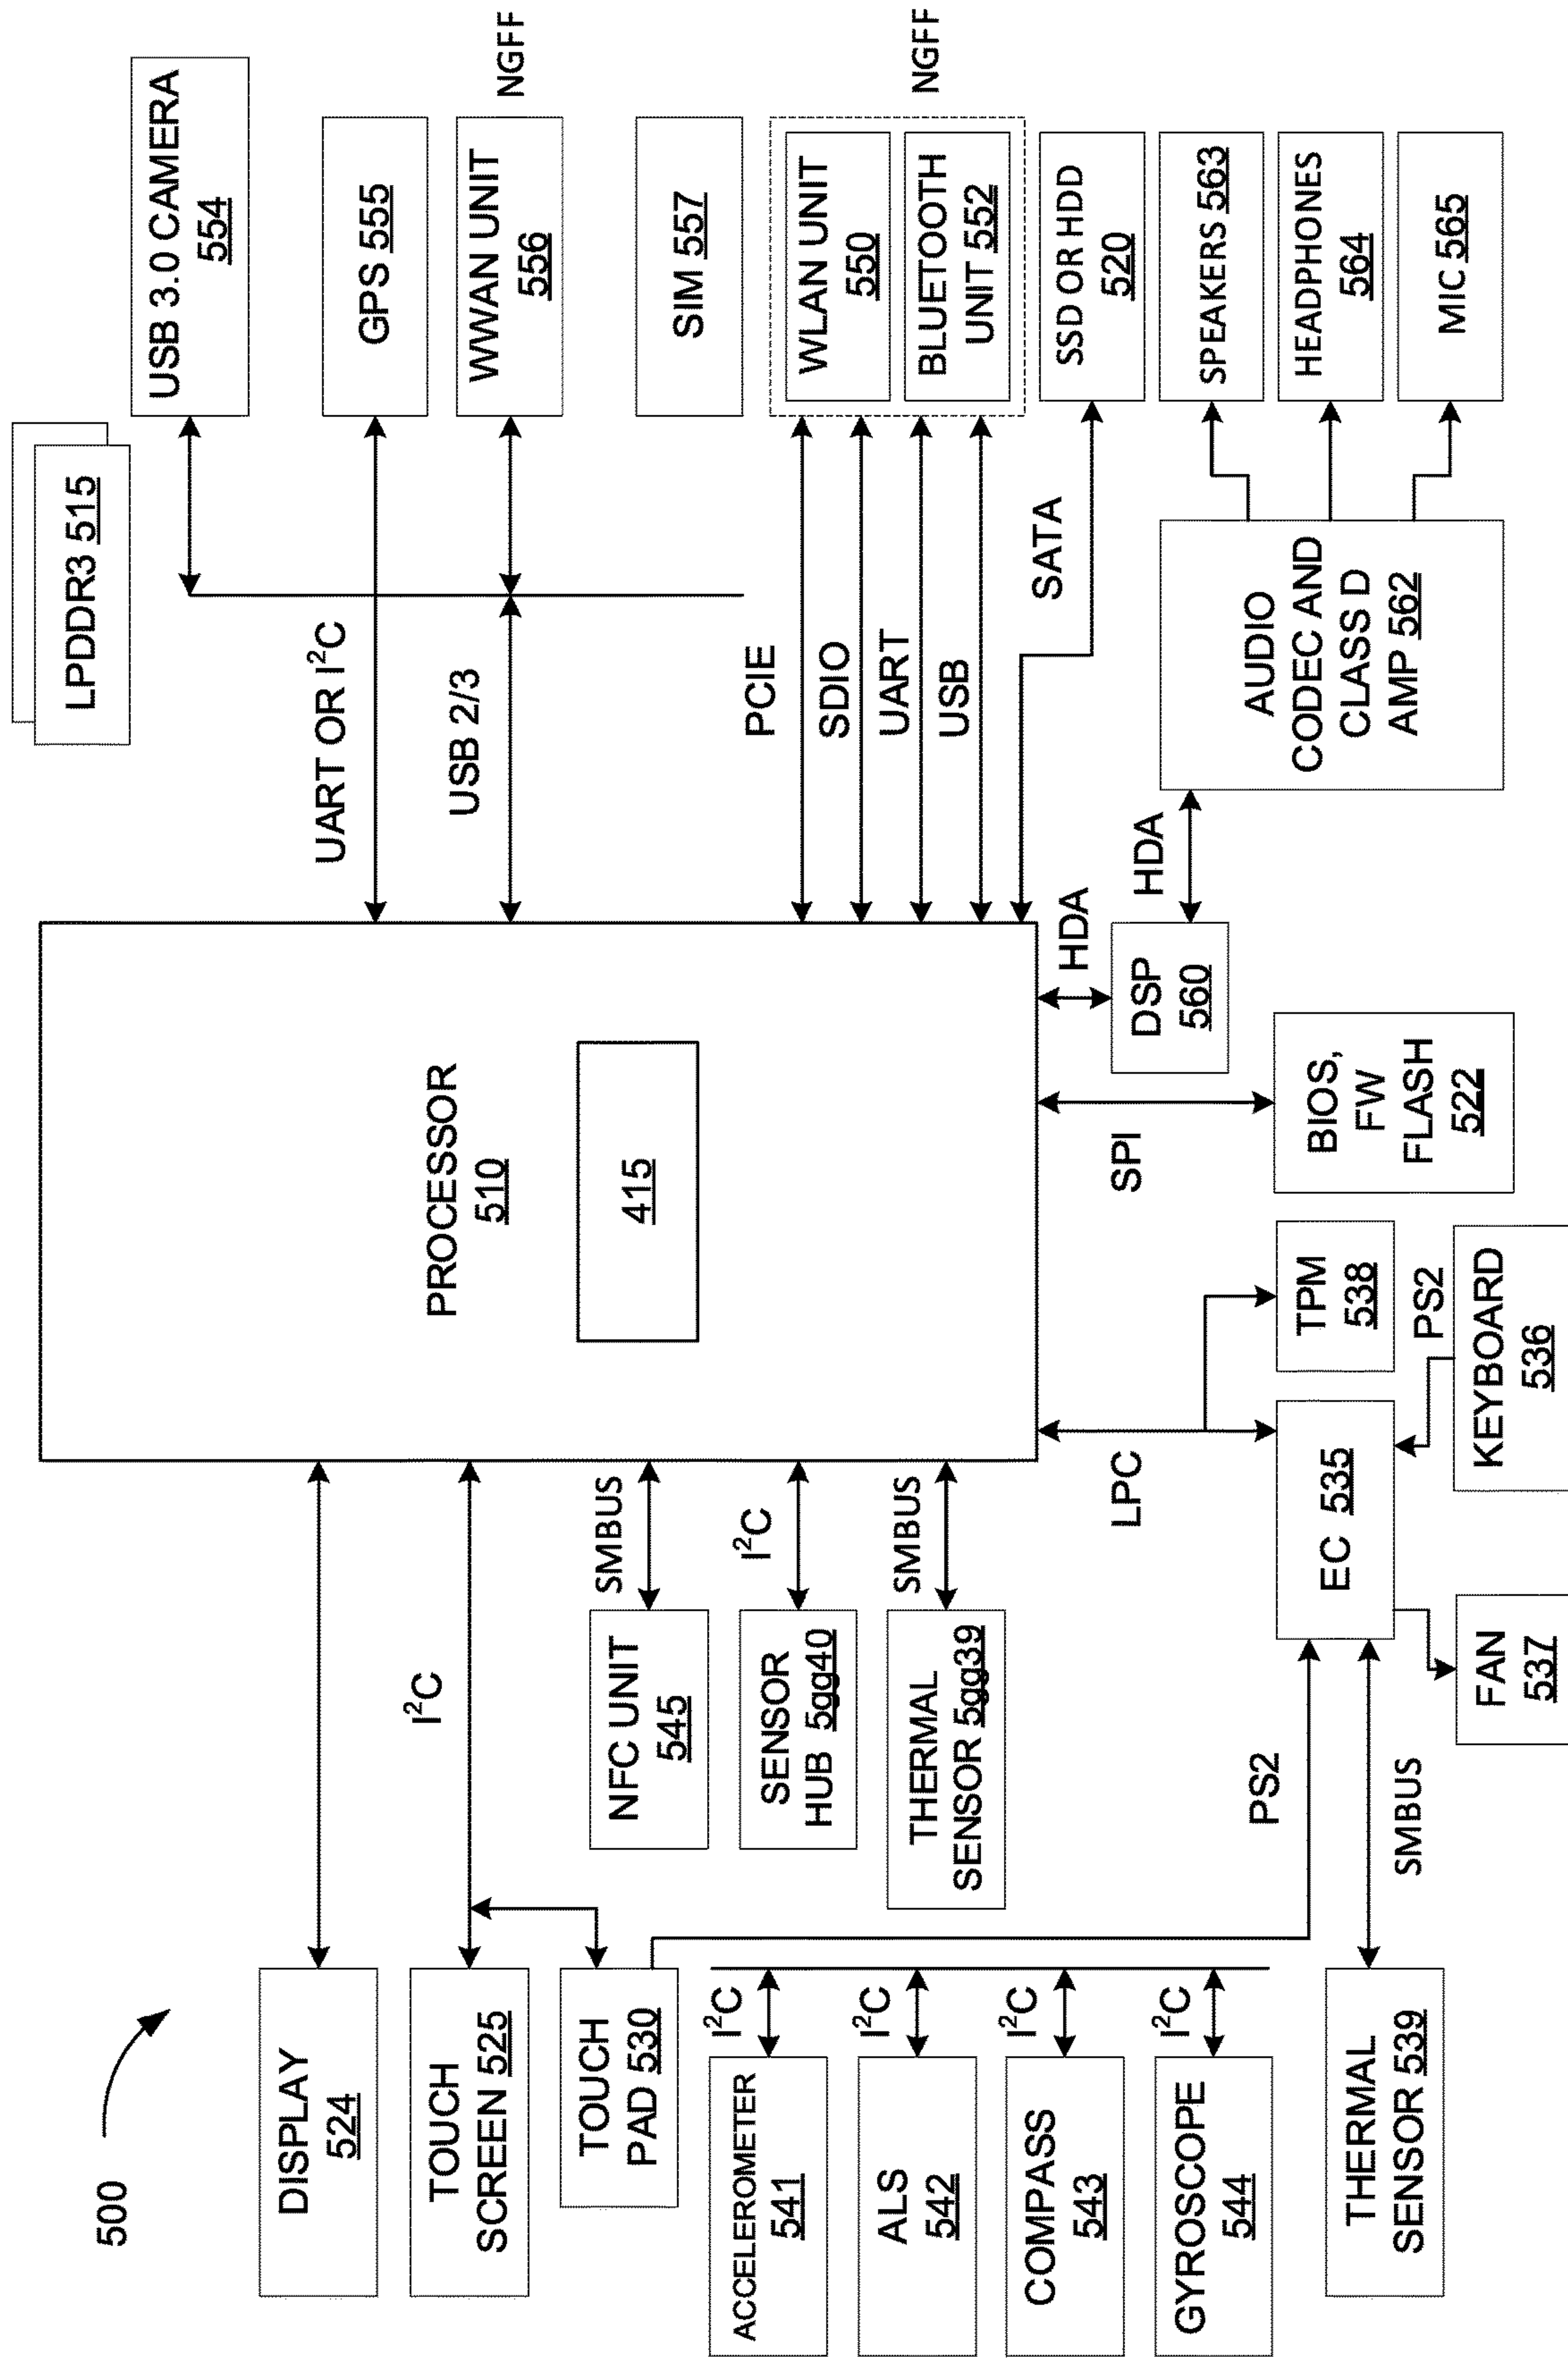 500
DISPLAY
524
TOUCH
SCREEN 525
TOUCH
PAD 530
I²C
ACCELEROMETER
541
I²C
ALS
542
I²C
COMPASS
543
I²C
GYROSCOPE
544
I²C
THERMAL
SENSOR 539
SMBUS
PS2
NFC UNIT
545
SMBUS
SENSOR
HUB 5gg40
I²C
THERMAL
SENSOR 5gg39
SMBUS
FAN
537
EC 535
LPC
KEYBOARD
536
PS2
TPM
538
PROCESSOR
510
415
SPI
BIOS,
FW
FLASH
522
DSP
560
HDA
HDA
AUDIO
CODEC AND
CLASS D
AMP 562
LPDDR3 515
UART OR I²C
USB 2/3
PCIE
SDIO
UART
USB
SATA
USB 3.0 CAMERA
554
GPS 555
WWAN UNIT
556
NGFF
SIM 557
WLAN UNIT
550
BLUETOOTH
UNIT 552
NGFF
SSD OR HDD
520
SPEAKERS 563
HEADPHONES
564
MIC 565